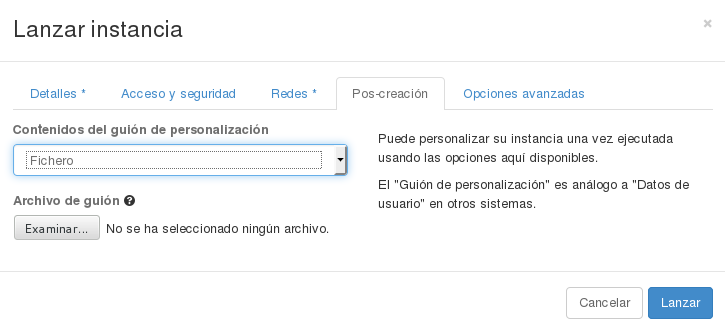 Lanzar instancia
×
Detalles * Acceso y seguridad Redes * Pos-creación Opciones avanzadas
Contenidos del guión de personalización
Fichero
Archivo de guión ?
Examinar... No se ha seleccionado ningún archivo.
Puede personalizar su instancia una vez ejecutada
usando las opciones aquí disponibles.
El "Guión de personalización" es análogo a "Datos de
usuario" en otros sistemas.
Cancelar Lanzar